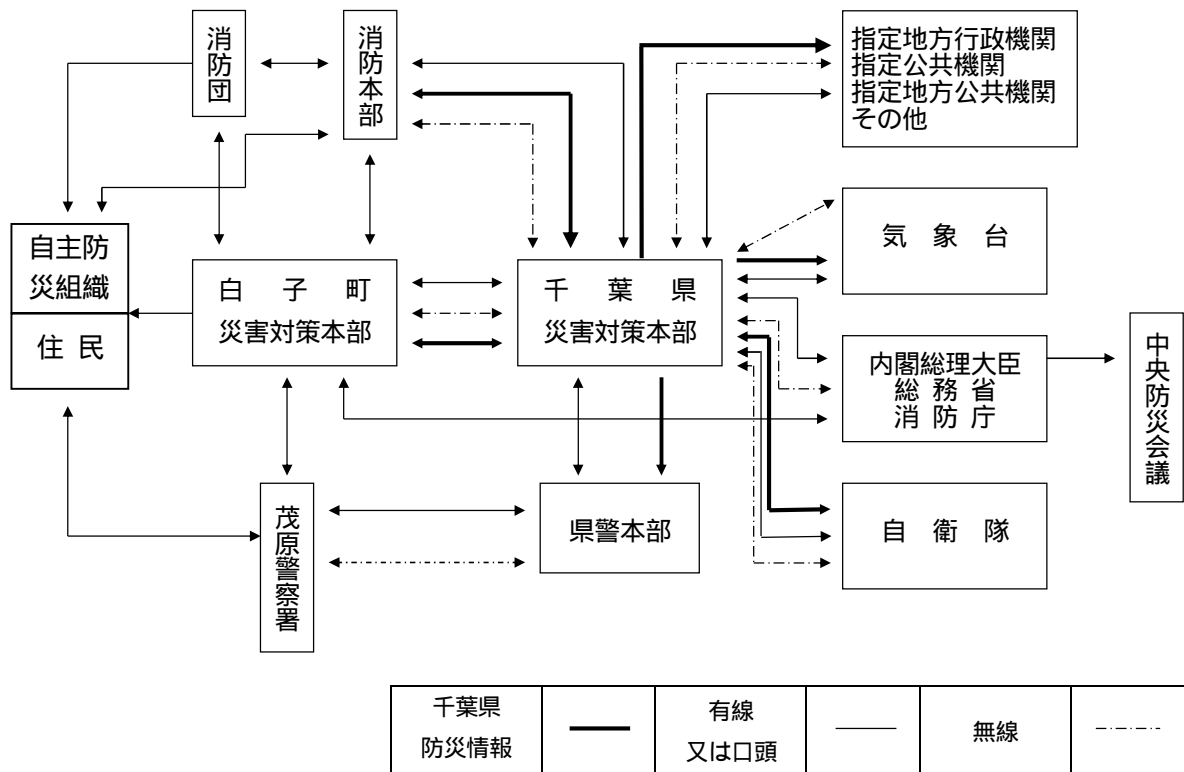 消防団
消防本部
指定地方行政機関
指定公共機関
指定地方公共機関
その他
自主防
災組織
住民
白子町
災害対策本部
千葉県
災害対策本部
気象台
内閣総理大臣
総務省
消防庁
中央防災会議
茂原警察署
県警本部
自衛隊
千葉県
防災情報
有線
又は口頭
無線